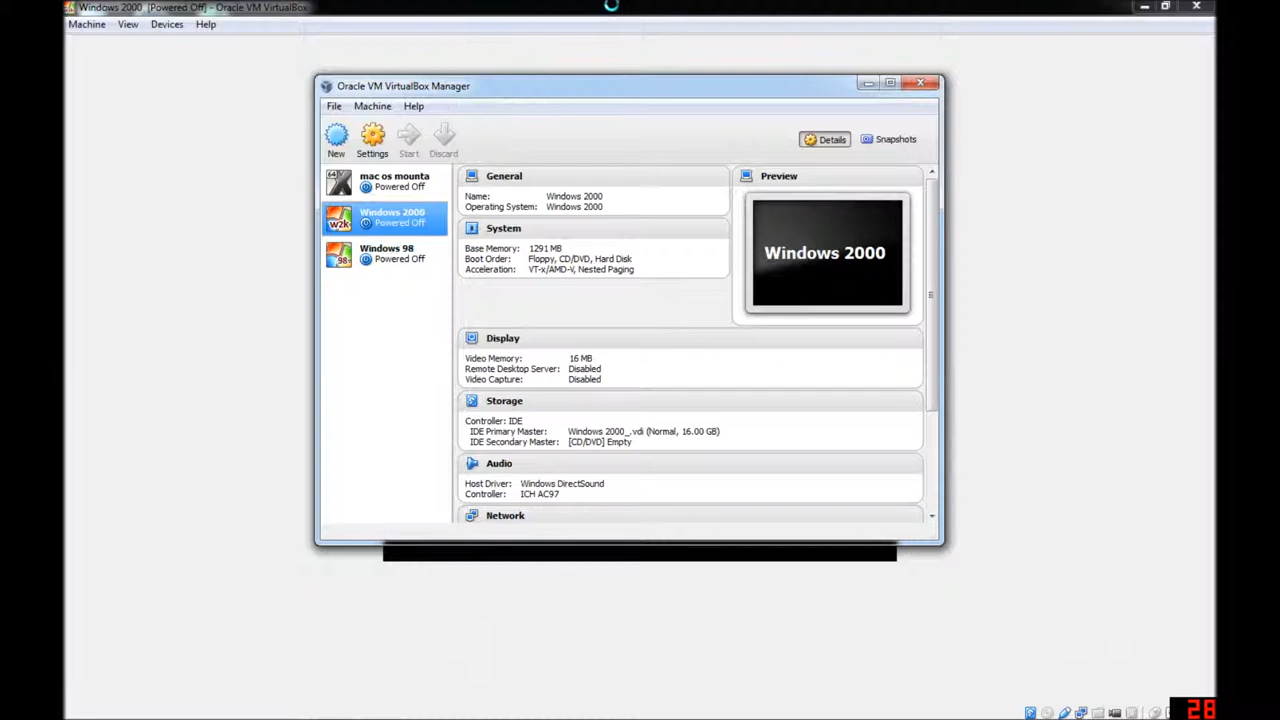 Windows 2000 [Powered Off] - Oracle VM VirtualBox
Machine View Devices Help
Oracle VM VirtualBox Manager
File Machine Help
New Settings Start Discard
Details Snapshots
64
mac os mounta
Powered Off
w2k
Windows 2000
Powered Off
98
Windows 98
Powered Off
General
Name: Windows 2000
Operating System: Windows 2000
System
Base Memory: 1291 MB
Boot Order: Floppy, CD/DVD, Hard Disk
Acceleration: VT-x/AMD-V, Nested Paging
Preview
Windows 2000
Display
Video Memory: 16 MB
Remote Desktop Server: Disabled
Video Capture: Disabled
Storage
Controller: IDE
IDE Primary Master: Windows 2000_.vdi (Normal, 16.00 GB)
IDE Secondary Master: [CD/DVD] Empty
Audio
Host Driver: Windows DirectSound
Controller: ICH AC97
Network
28